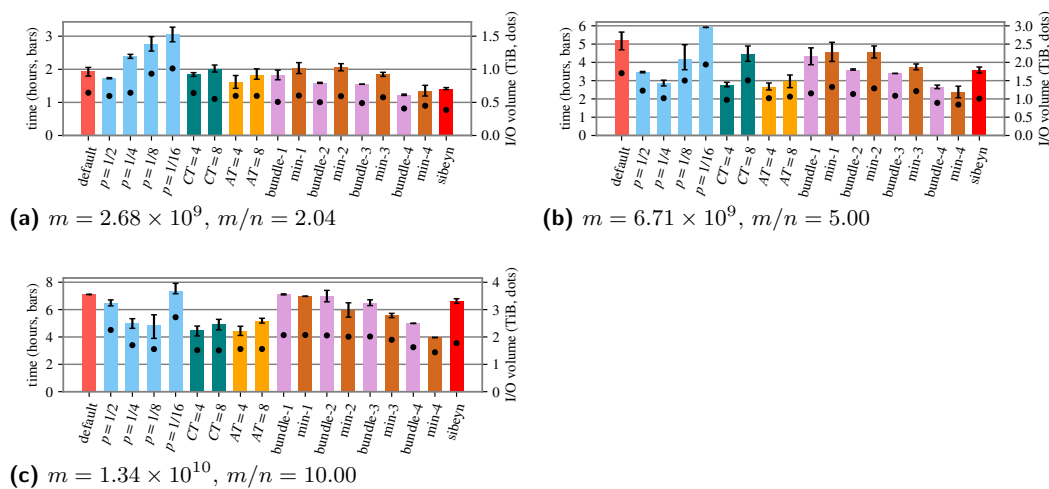 time (hours, bars)
3
2
1
0
1.5
1.0
0.5
0.0
I/O volume (TiB, dots)
default
p = 1/2
p = 1/4
p = 1/8
p = 1/16
CT = 4
CT = 8
AT = 4
AT = 8
bundle-1
min-1
bundle-2
min-2
bundle-3
min-3
bundle-4
min-4
sibeyn
(a) m = 2.68 × 10⁹, m/n = 2.04
time (hours, bars)
6
5
4
3
2
1
0
3.0
2.5
2.0
1.5
1.0
0.5
0.0
I/O volume (TiB, dots)
default
p = 1/2
p = 1/4
p = 1/8
p = 1/16
CT = 4
CT = 8
AT = 4
AT = 8
bundle-1
min-1
bundle-2
min-2
bundle-3
min-3
bundle-4
min-4
sibeyn
(b) m = 6.71 × 10⁹, m/n = 5.00
time (hours, bars)
8
6
4
2
0
4
3
2
1
0
I/O volume (TiB, dots)
default
p = 1/2
p = 1/4
p = 1/8
p = 1/16
CT = 4
CT = 8
AT = 4
AT = 8
bundle-1
min-1
bundle-2
min-2
bundle-3
min-3
bundle-4
min-4
sibeyn
(c) m = 1.34 × 10¹⁰, m/n = 10.00